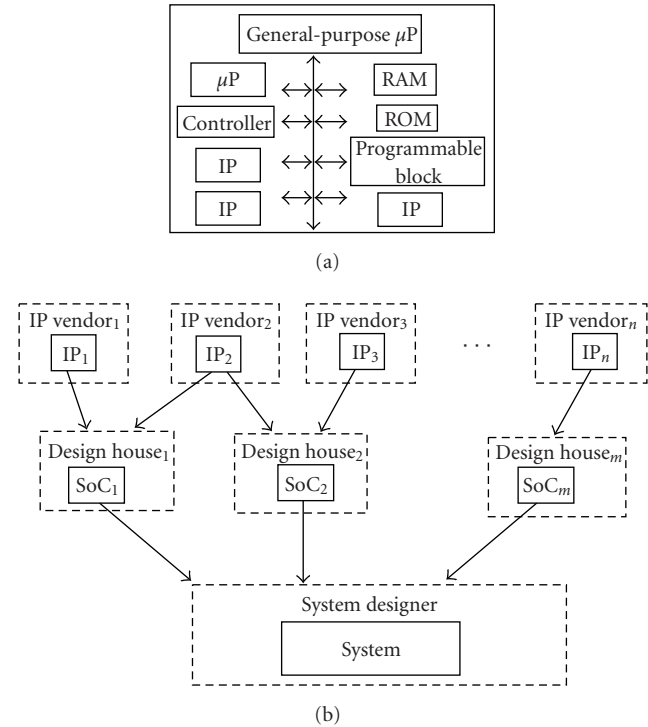 General-purpose μP
μP
RAM
Controller
ROM
IP
Programmable
block
IP
IP
(a)
IP vendor₁
IP₁
IP vendor₂
IP₂
IP vendor₃
IP₃
. . .
IP vendorₙ
IPₙ
Design house₁
SoC₁
Design house₂
SoC₂
Design houseₘ
SoCₘ
System designer
System
(b)